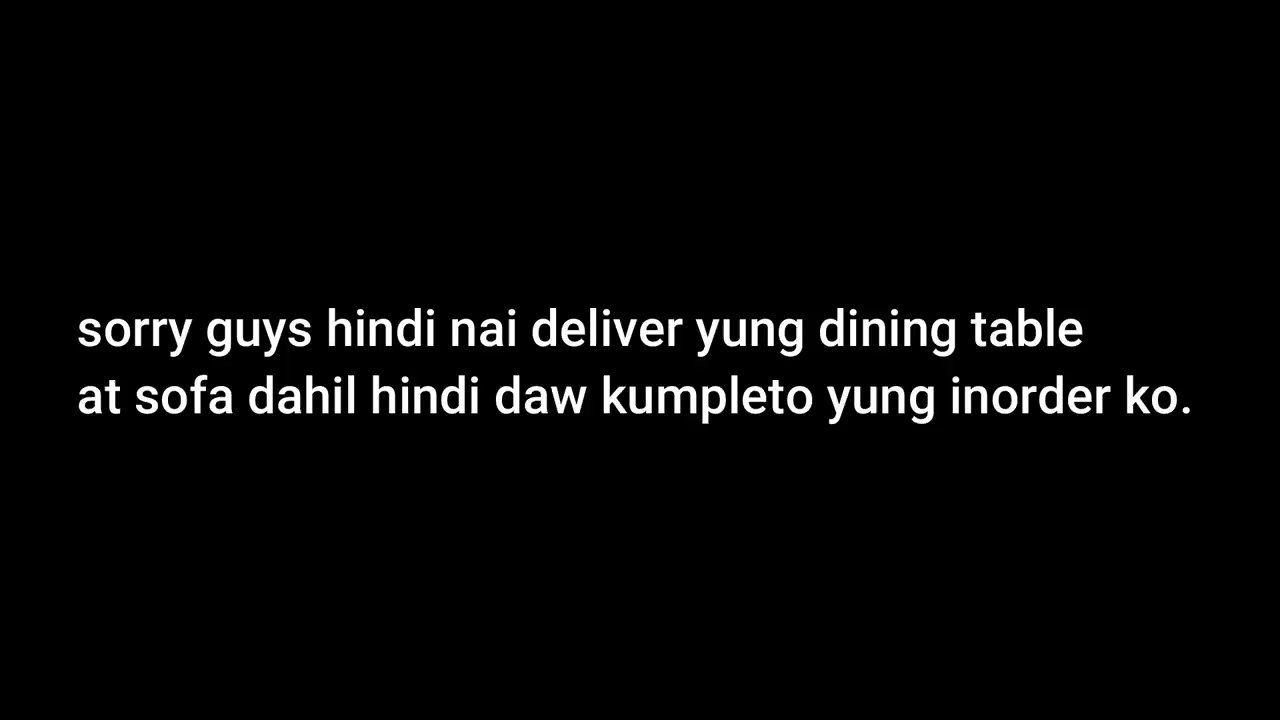 sorry guys hindi nai deliver yung dining table
at sofa dahil hindi daw kumpleto yung inorder ko.